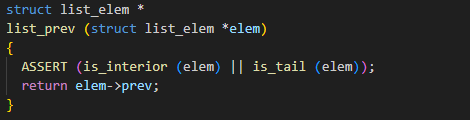 struct list_elem *
list_prev (struct list_elem *elem)
{
  ASSERT (is_interior (elem) || is_tail (elem));
  return elem->prev;
}